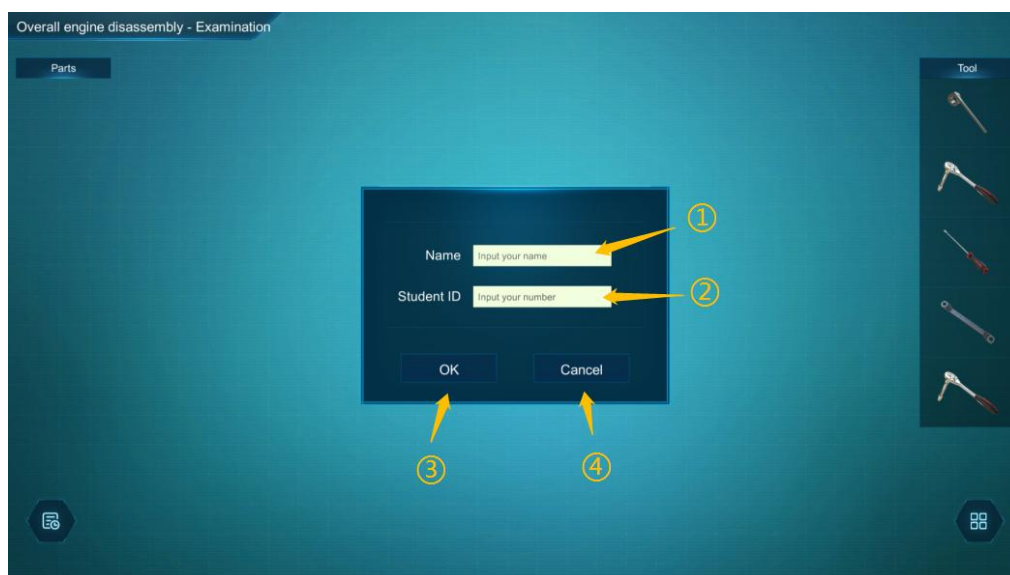 Overall engine disassembly - Examination
Parts
Tool
①
Name Input your name
②
Student ID Input your number
OK Cancel
③ ④